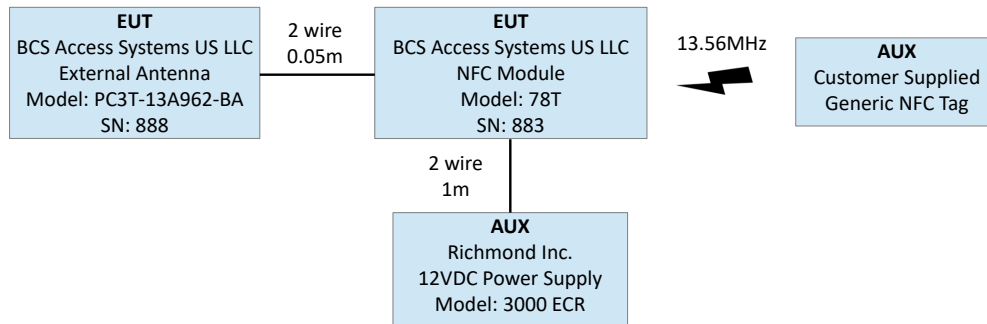 EUT
BCS Access Systems US LLC
External Antenna
Model: PC3T-13A962-BA
SN: 888
2 wire
0.05m
EUT
BCS Access Systems US LLC
NFC Module
Model: 78T
SN: 883
13.56MHz
AUX
Customer Supplied
Generic NFC Tag
2 wire
1m
AUX
Richmond Inc.
12VDC Power Supply
Model: 3000 ECR